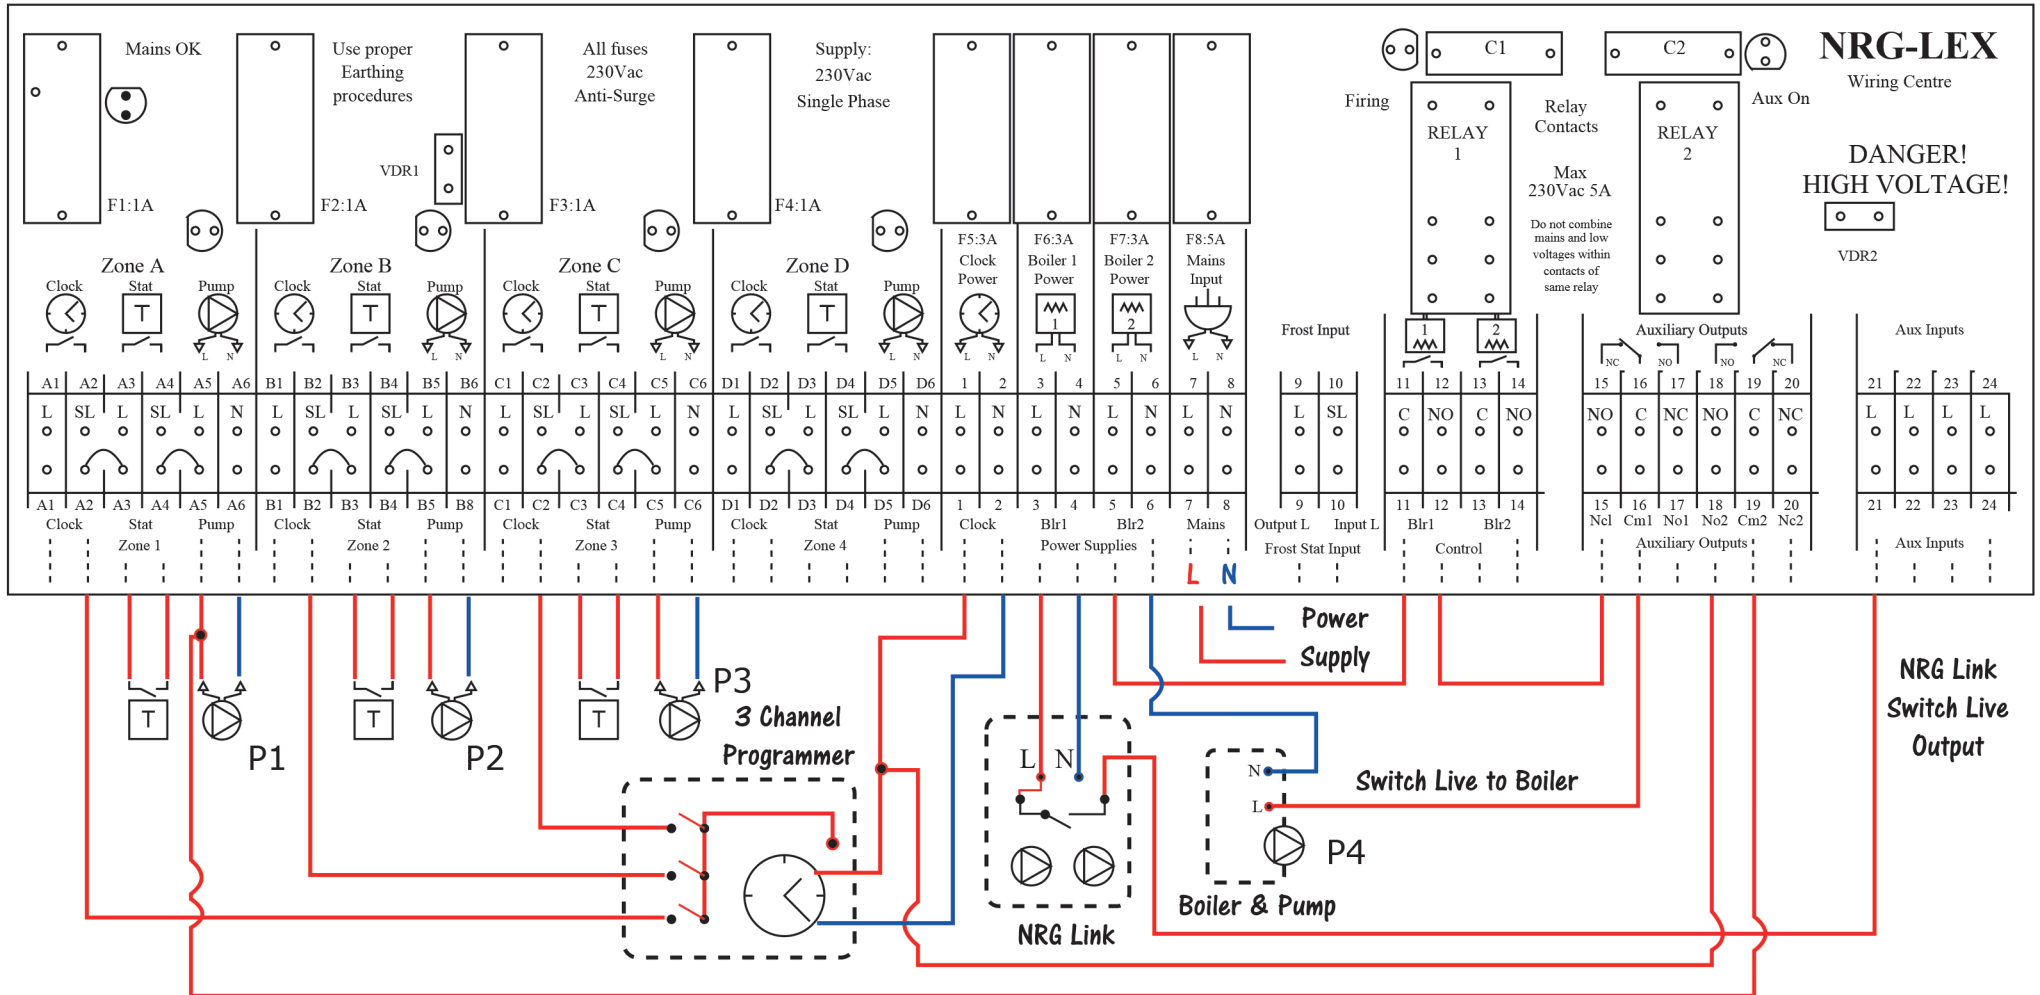 Mains OK
F1:1A
Use proper
Earthing
procedures
F2:1A
VDR1
All fuses
230Vac
Anti-Surge
F3:1A
Supply:
230Vac
Single Phase
F4:1A
F5:3A
Clock
Power
F6:3A
Boiler 1
Power
F7:3A
Boiler 2
Power
F8:5A
Mains
Input
Firing
C1
RELAY
1
Relay
Contacts
Max
230Vac 5A
Do not combine
mains and low
voltages within
contacts of
same relay
C2
RELAY
2
Aux On
NRG-LEX
Wiring Centre
DANGER!
HIGH VOLTAGE!
VDR2
Zone A
Clock Stat Pump
T
L N
Zone B
Clock Stat Pump
T
L N
Zone C
Clock Stat Pump
T
L N
Zone D
Clock Stat Pump
T
L N
1
L N
2
L N
L N
Frost Input
1 2
Auxiliary Outputs
NC NO NO NC
Aux Inputs
A1 A2 A3 A4 A5 A6 B1 B2 B3 B4 B5 B6 C1 C2 C3 C4 C5 C6 D1 D2 D3 D4 D5 D6 1 2 3 4 5 6 7 8 9 10 11 12 13 14 15 16 17 18 19 20 21 22 23 24
L SL L SL L N L SL L SL L N L SL L SL L N L SL L SL L N L N L N L N L N L SL C NO C NO NO C NC NO C NC L L L L
A1 A2 A3 A4 A5 A6 B1 B2 B3 B4 B5 B8 C1 C2 C3 C4 C5 C6 D1 D2 D3 D4 D5 D6 1 2 3 4 5 6 7 8 9 10 11 12 13 14 15 16 17 18 19 20 21 22 23 24
Clock Stat Pump Clock Stat Pump Clock Stat Pump Clock Stat Pump Clock Blr1 Blr2 Mains Output L Input L Blr1 Blr2 Ncl Cm1 No1 No2 Cm2 Nc2
Zone 1 Zone 2 Zone 3 Zone 4 Power Supplies Frost Stat Input Control Auxiliary Outputs Aux Inputs
L N
Power
Supply
T
P1
T
P2
T
P3
3 Channel
Programmer
L N
NRG Link
N
L
P4
Boiler & Pump
Switch Live to Boiler
NRG Link
Switch Live
Output